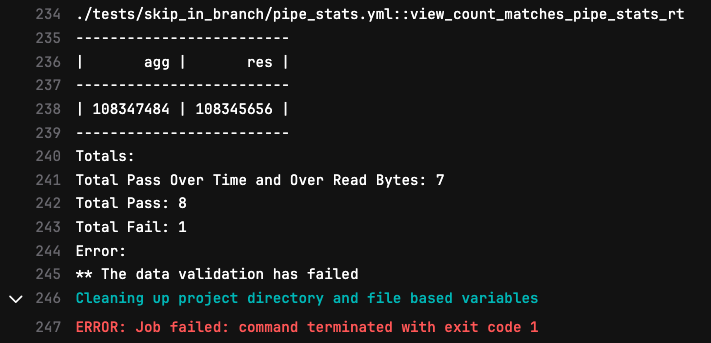 234 ./tests/skip_in_branch/pipe_stats.yml::view_count_matches_pipe_stats_rt
235 -------------------------
236 |       agg |       res |
237 -------------------------
238 | 108347484 | 108345656 |
239 -------------------------
240 Totals:
241 Total Pass Over Time and Over Read Bytes: 7
242 Total Pass: 8
243 Total Fail: 1
244 Error:
245 ** The data validation has failed
246 Cleaning up project directory and file based variables
247 ERROR: Job failed: command terminated with exit code 1